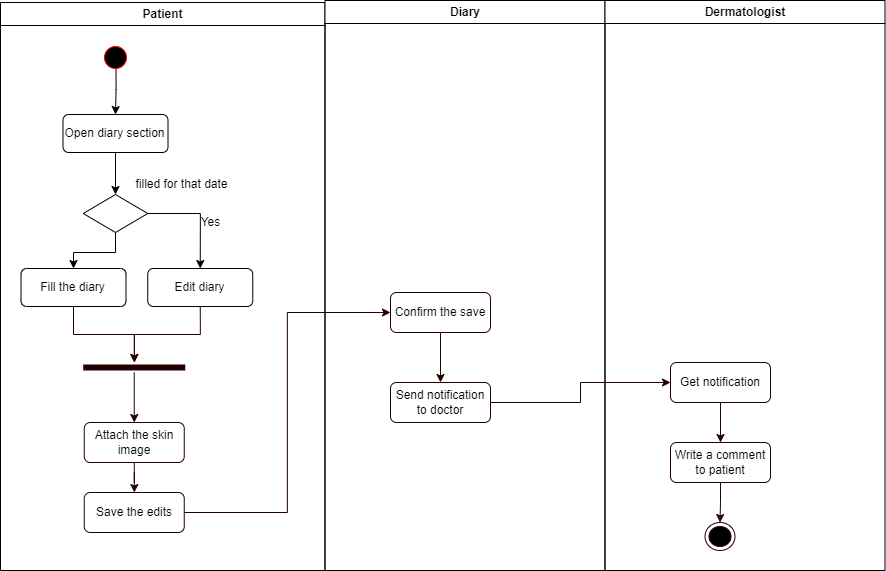 Patient
Diary
Dermatologist
Open diary section
filled for that date
Yes
Fill the diary
Edit diary
Attach the skin
image
Save the edits
Confirm the save
Send notification
to doctor
Get notification
Write a comment
to patient